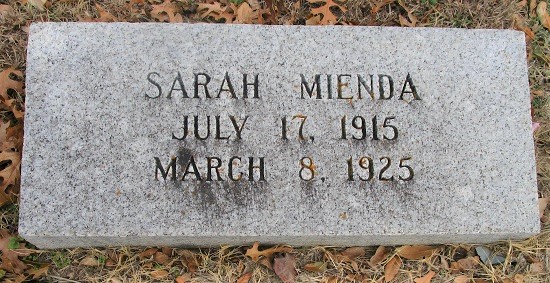 SARAH MIENDA
JULY 17, 1915
MARCH 8, 1925